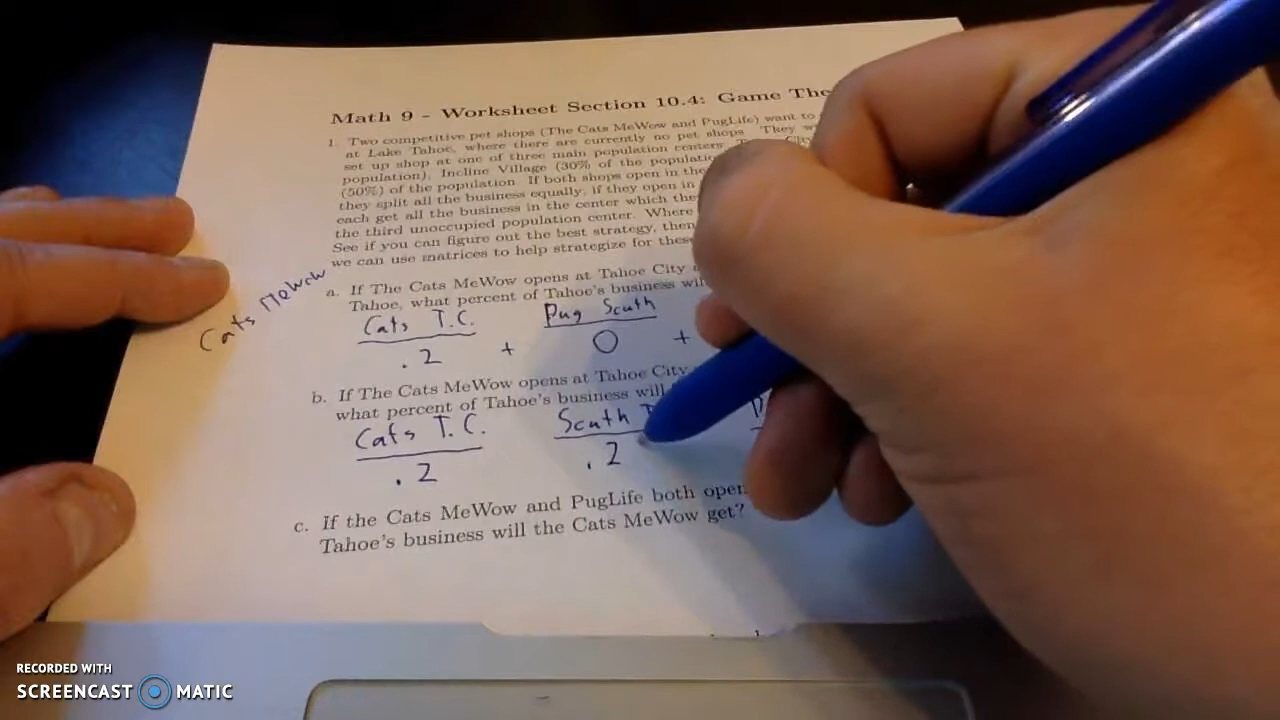 Math 9 - Worksheet Section 10.4: Game The
1. Two competitive pet shops (The Cats MeWow and PugLife) want to
at Lake Tahoe, where there are currently no pet shops. They
set up shop at one of three main population centers:
population), Incline Village (30% of the
(50%) of the population. If both shops open in the
they split all the business equally; if they open in
each get all the business in the center which
the third unoccupied population center. Where
See if you can figure out the best strategy, then
we can use matrices to help strategize for
Cats MeWow
a. If The Cats MeWow opens at Tahoe City
Tahoe, what percent of Tahoe's business
Cats T.C. Pug South
.2 + 0 +
b. If The Cats MeWow opens at Tahoe City
what percent of Tahoe's business will
Cats T.C. South
.2 .2
c. If the Cats MeWow and PugLife both open
Tahoe's business will the Cats MeWow get?
RECORDED WITH
SCREENCAST MATIC